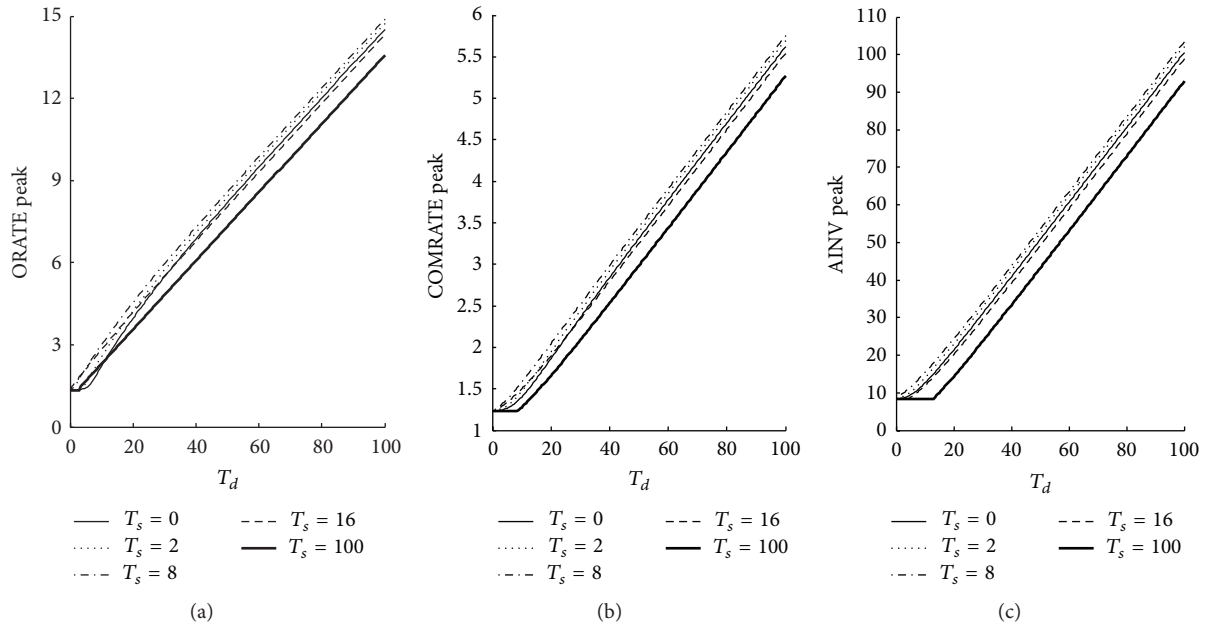 15
12
9
6
3
0
ORATE peak
0 20 40 60 80 100
T_d
T_s = 0
T_s = 2
T_s = 8
T_s = 16
T_s = 100
(a)
6
5.5
5
4.5
4
3.5
3
2.5
2
1.5
1
COMRATE peak
0 20 40 60 80 100
T_d
T_s = 0
T_s = 2
T_s = 8
T_s = 16
T_s = 100
(b)
110
100
90
80
70
60
50
40
30
20
10
0
AINV peak
0 20 40 60 80 100
T_d
T_s = 0
T_s = 2
T_s = 8
T_s = 16
T_s = 100
(c)